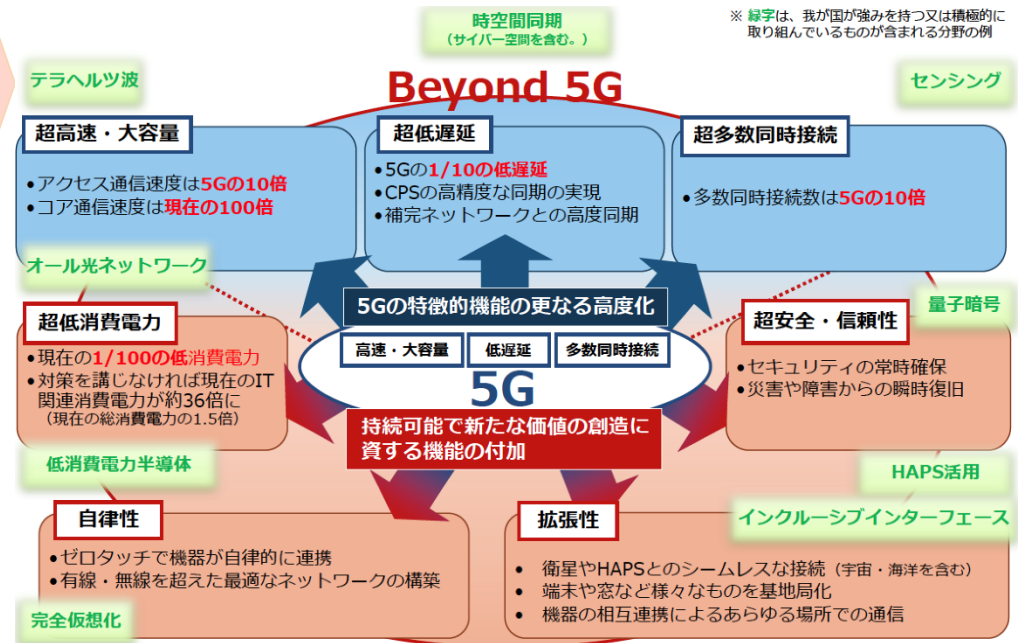 時空間同期
（サイバー空間を含む。）
※ 緑字は、我が国が強みを持つ又は積極的に
取り組んでいるものが含まれる分野の例
テラヘルツ波
Beyond 5G
センシング
超高速・大容量
•アクセス通信速度は5Gの10倍
•コア通信速度は現在の100倍
超低遅延
•5Gの1/10の低遅延
•CPSの高精度な同期の実現
•補完ネットワークとの高度同期
超多数同時接続
•多数同時接続数は5Gの10倍
オール光ネットワーク
5Gの特徴的機能の更なる高度化
量子暗号
超低消費電力
•現在の1/100の低消費電力
•対策を講じなければ現在のIT
関連消費電力が約36倍に
（現在の総消費電力の1.5倍）
高速・大容量
低遅延
多数同時接続
5G
超安全・信頼性
•セキュリティの常時確保
•災害や障害からの瞬時復旧
持続可能で新たな価値の創造に
資する機能の付加
低消費電力半導体
HAPS活用
自律性
•ゼロタッチで機器が自律的に連携
•有線・無線を超えた最適なネットワークの構築
完全仮想化
拡張性
インクルーシブインターフェース
• 衛星やHAPSとのシームレスな接続（宇宙・海洋を含む）
• 端末や窓など様々なものを基地局化
• 機器の相互連携によるあらゆる場所での通信